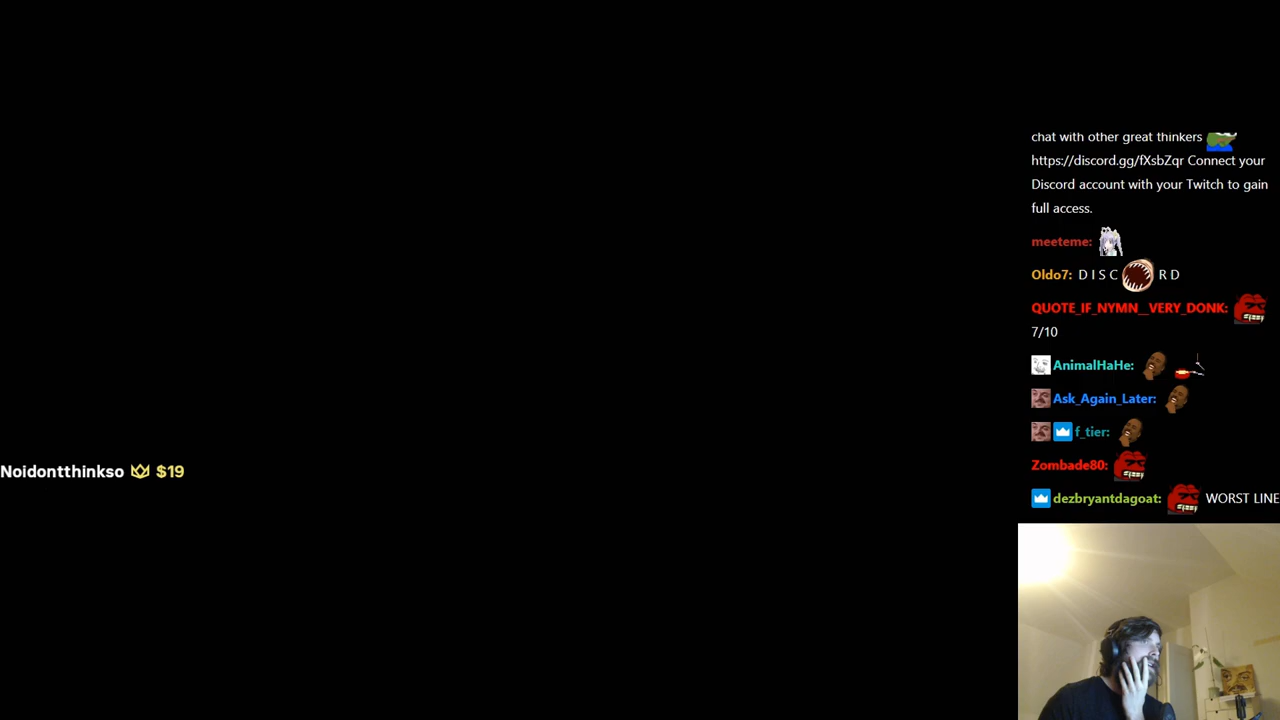 chat with other great thinkers
https://discord.gg/fXsbZqr Connect your
Discord account with your Twitch to gain
full access.
meeteme:
Oldo7: D I S C R D
QUOTE_IF_NYMN__VERY_DONK:
7/10
AnimalHaHe:
Ask_Again_Later:
f_tier:
Zombade80:
dezbryantdagoat: WORST LINE
Noidontthinkso $19